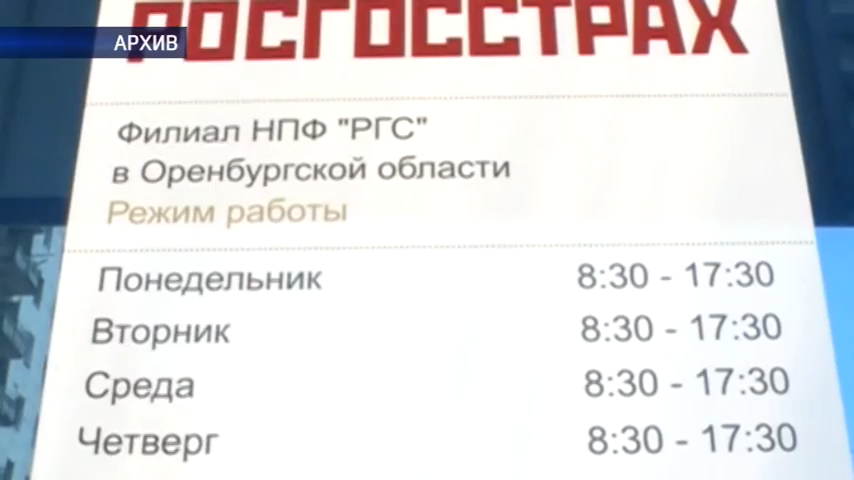 АРХИВ
РОСГОССТРАХ
Филиал НПФ "РГС"
в Оренбургской области
Режим работы
Понедельник 8:30 - 17:30
Вторник 8:30 - 17:30
Среда 8:30 - 17:30
Четверг 8:30 - 17:30